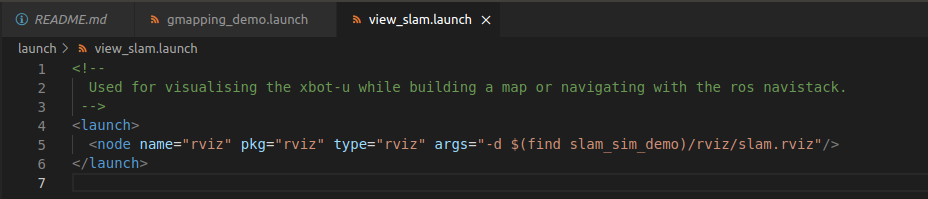 README.md gmapping_demo.launch view_slam.launch ×
launch > view_slam.launch
1 <!--
2 Used for visualising the xbot-u while building a map or navigating with the ros navistack.
3 -->
4 <launch>
5 <node name="rviz" pkg="rviz" type="rviz" args="-d $(find slam_sim_demo)/rviz/slam.rviz"/>
6 </launch>
7